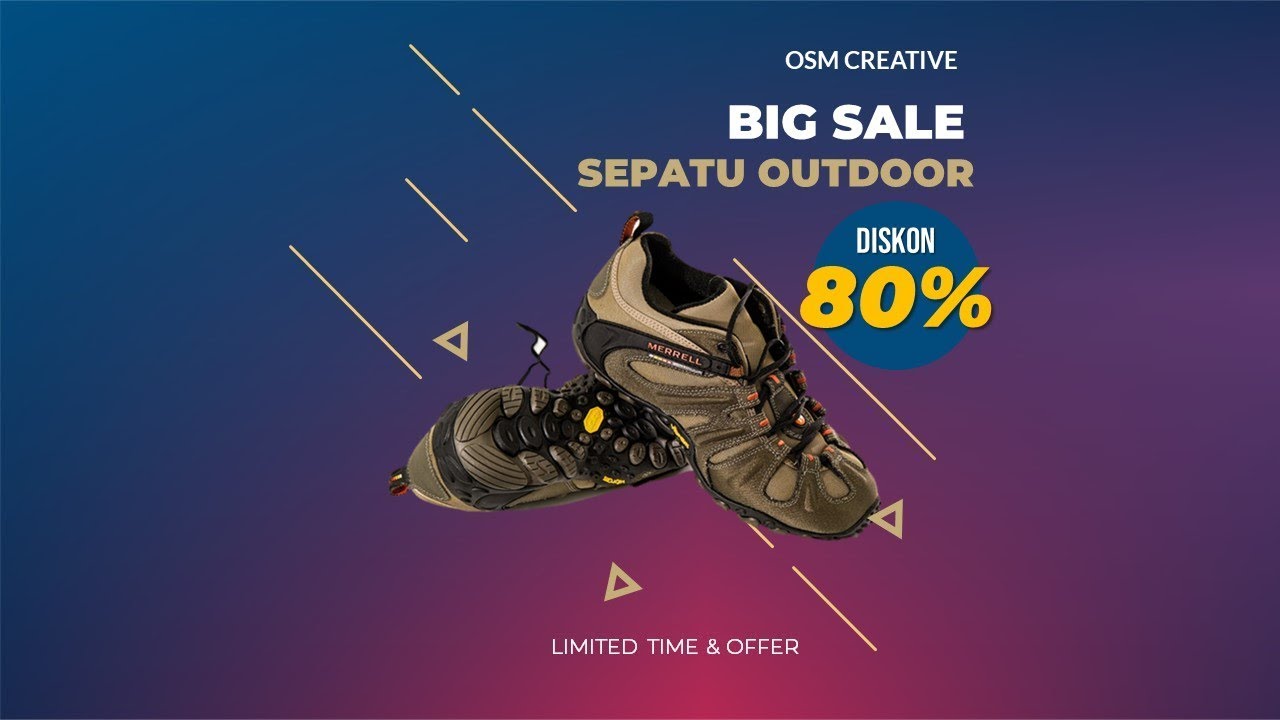 OSM CREATIVE
BIG SALE
SEPATU OUTDOOR
DISKON
80%
MERRELL
LIMITED TIME & OFFER